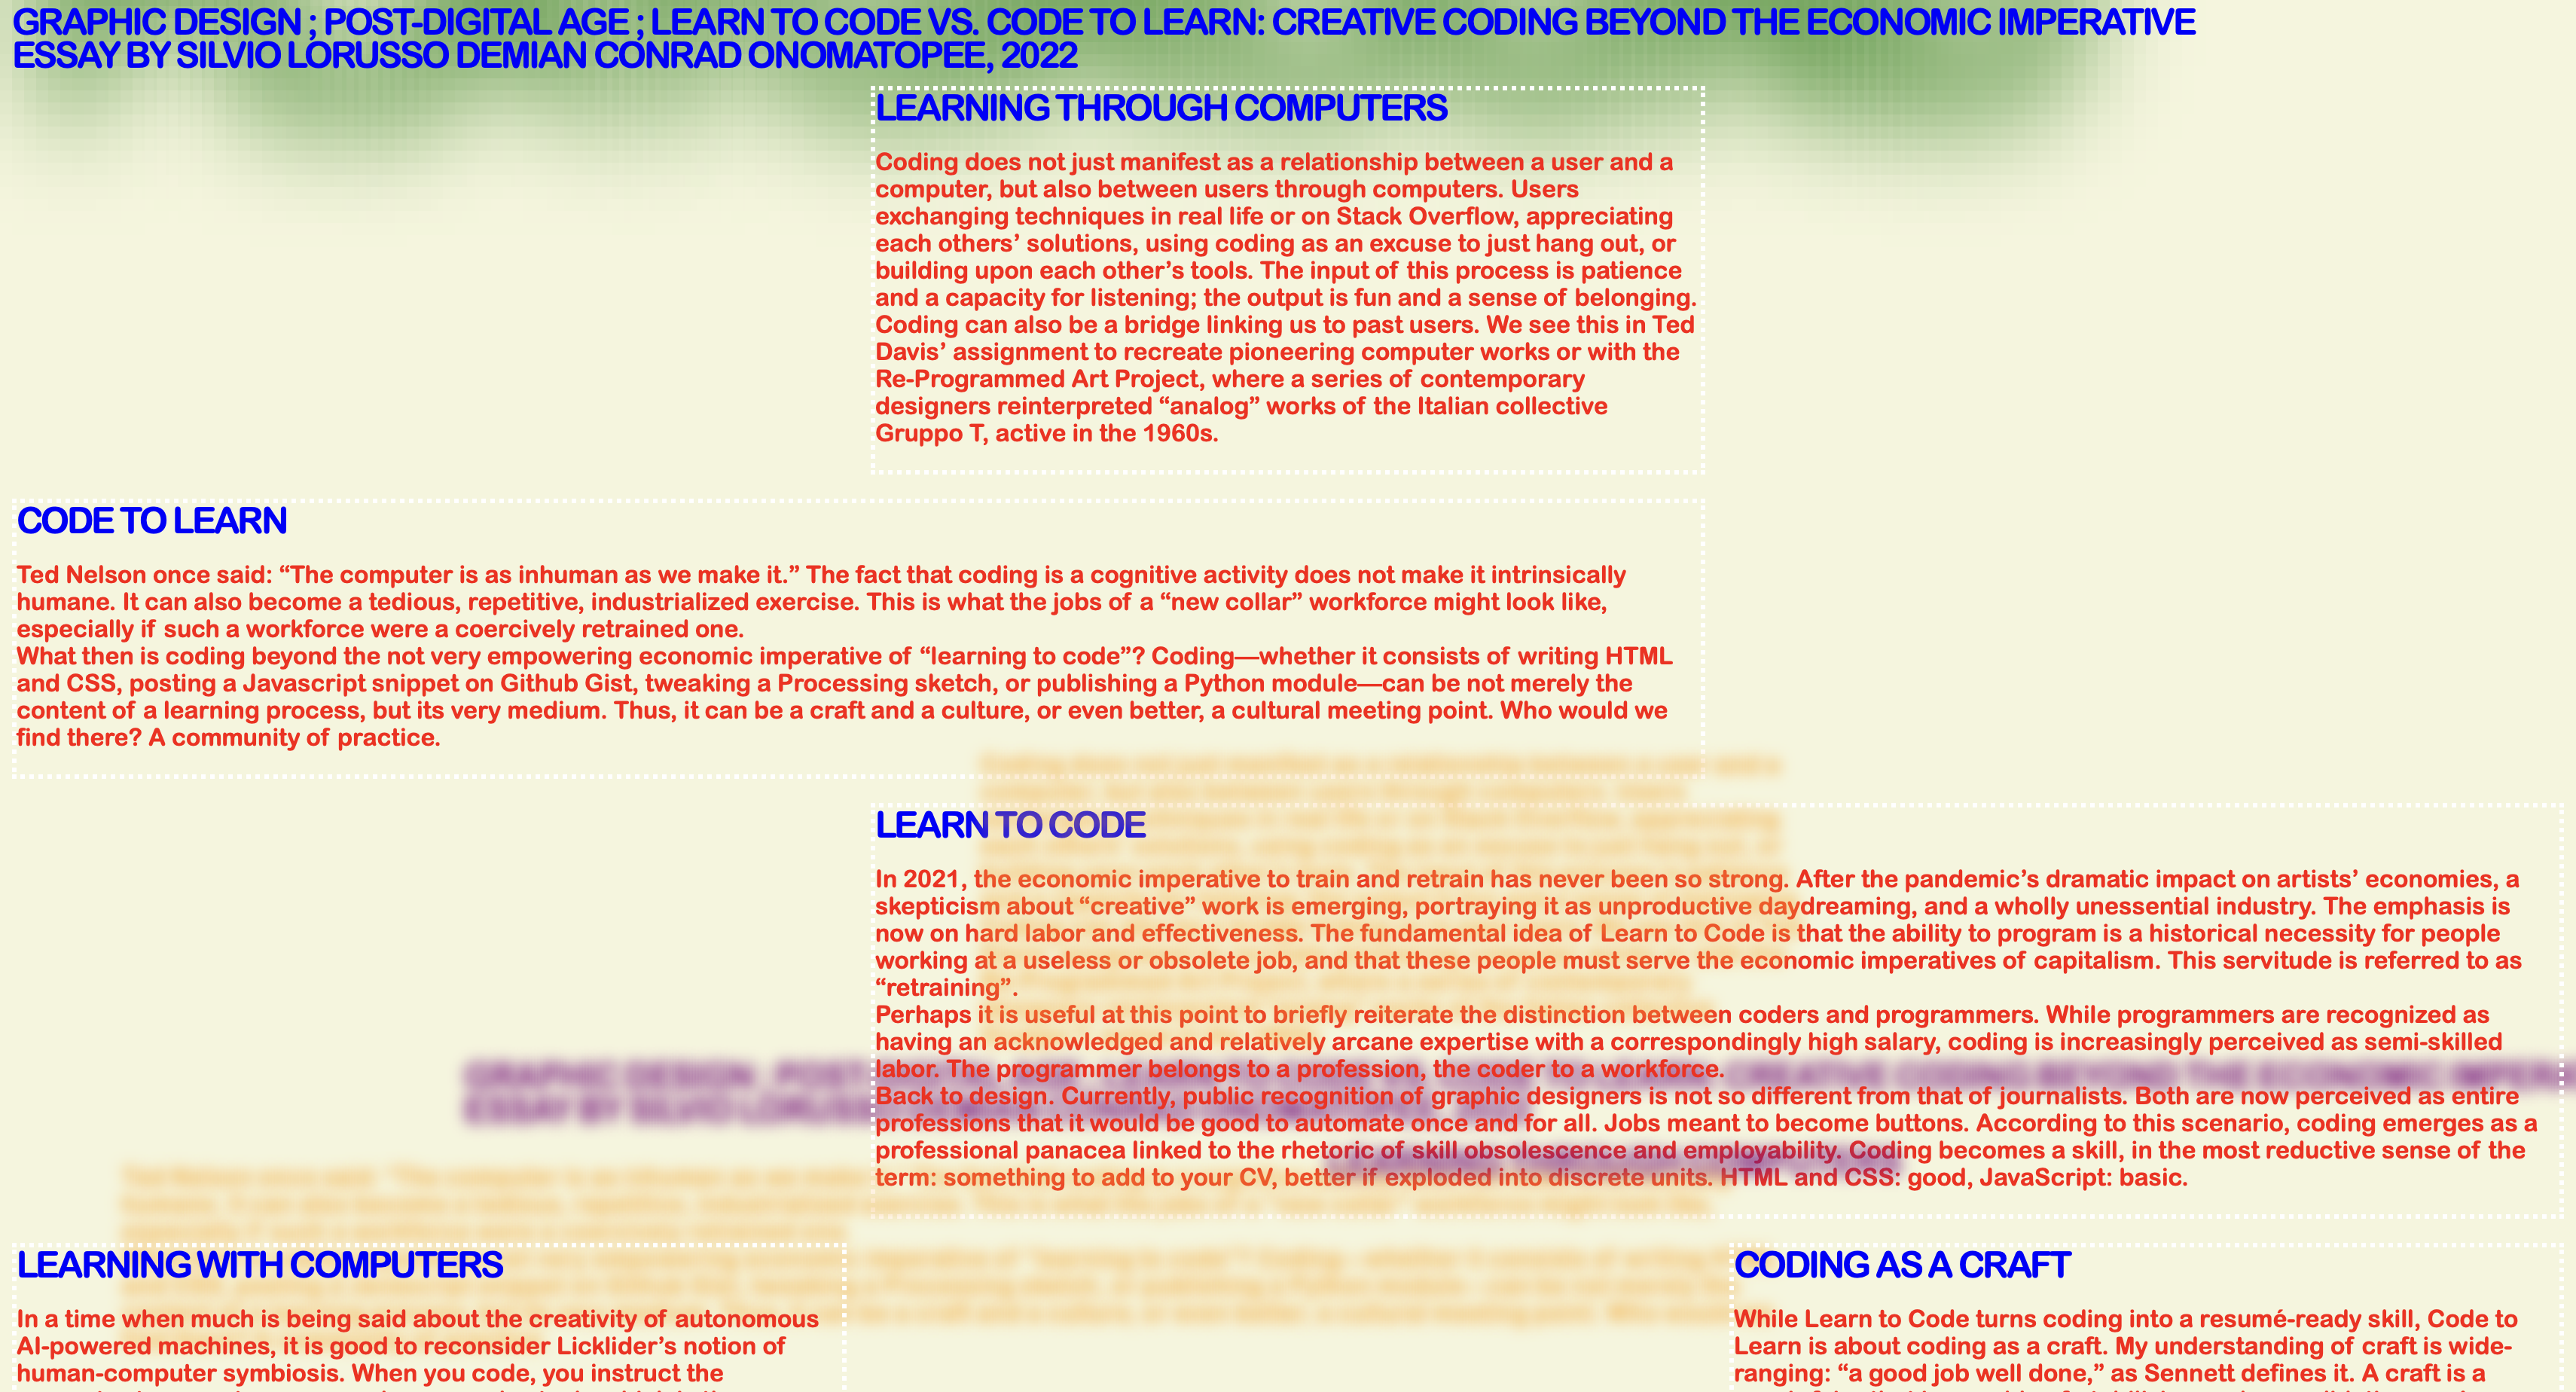 GRAPHIC DESIGN ; POST-DIGITAL AGE ; LEARN TO CODE VS. CODE TO LEARN: CREATIVE CODING BEYOND THE ECONOMIC IMPERATIVE
ESSAY BY SILVIO LORUSSO DEMIAN CONRAD ONOMATOPEE, 2022
LEARNING THROUGH COMPUTERS
Coding does not just manifest as a relationship between a user and a
computer, but also between users through computers. Users
exchanging techniques in real life or on Stack Overflow, appreciating
each others’ solutions, using coding as an excuse to just hang out, or
building upon each other’s tools. The input of this process is patience
and a capacity for listening; the output is fun and a sense of belonging.
Coding can also be a bridge linking us to past users. We see this in Ted
Davis’ assignment to recreate pioneering computer works or with the
Re-Programmed Art Project, where a series of contemporary
designers reinterpreted “analog” works of the Italian collective
Gruppo T, active in the 1960s.
CODE TO LEARN
Ted Nelson once said: “The computer is as inhuman as we make it.” The fact that coding is a cognitive activity does not make it intrinsically
humane. It can also become a tedious, repetitive, industrialized exercise. This is what the jobs of a “new collar” workforce might look like,
especially if such a workforce were a coercively retrained one.
What then is coding beyond the not very empowering economic imperative of “learning to code”? Coding—whether it consists of writing HTML
and CSS, posting a Javascript snippet on Github Gist, tweaking a Processing sketch, or publishing a Python module—can be not merely the
content of a learning process, but its very medium. Thus, it can be a craft and a culture, or even better, a cultural meeting point. Who would we
find there? A community of practice.
LEARN TO CODE
In 2021, the economic imperative to train and retrain has never been so strong. After the pandemic’s dramatic impact on artists’ economies, a
skepticism about “creative” work is emerging, portraying it as unproductive daydreaming, and a wholly unessential industry. The emphasis is
now on hard labor and effectiveness. The fundamental idea of Learn to Code is that the ability to program is a historical necessity for people
working at a useless or obsolete job, and that these people must serve the economic imperatives of capitalism. This servitude is referred to as
“retraining”.
Perhaps it is useful at this point to briefly reiterate the distinction between coders and programmers. While programmers are recognized as
having an acknowledged and relatively arcane expertise with a correspondingly high salary, coding is increasingly perceived as semi-skilled
labor. The programmer belongs to a profession, the coder to a workforce.
Back to design. Currently, public recognition of graphic designers is not so different from that of journalists. Both are now perceived as entire
professions that it would be good to automate once and for all. Jobs meant to become buttons. According to this scenario, coding emerges as a
professional panacea linked to the rhetoric of skill obsolescence and employability. Coding becomes a skill, in the most reductive sense of the
term: something to add to your CV, better if exploded into discrete units. HTML and CSS: good, JavaScript: basic.
LEARNING WITH COMPUTERS
In a time when much is being said about the creativity of autonomous
AI-powered machines, it is good to reconsider Licklider’s notion of
human-computer symbiosis. When you code, you instruct the
CODING AS A CRAFT
While Learn to Code turns coding into a resumé-ready skill, Code to
Learn is about coding as a craft. My understanding of craft is wide-
ranging: “a good job well done,” as Sennett defines it. A craft is a